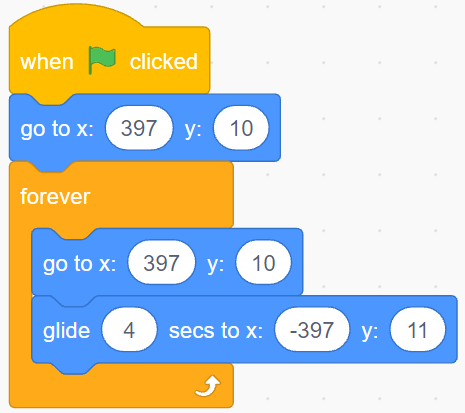 when clicked
go to x: 397 y: 10
forever
go to x: 397 y: 10
glide 4 secs to x: -397 y: 11